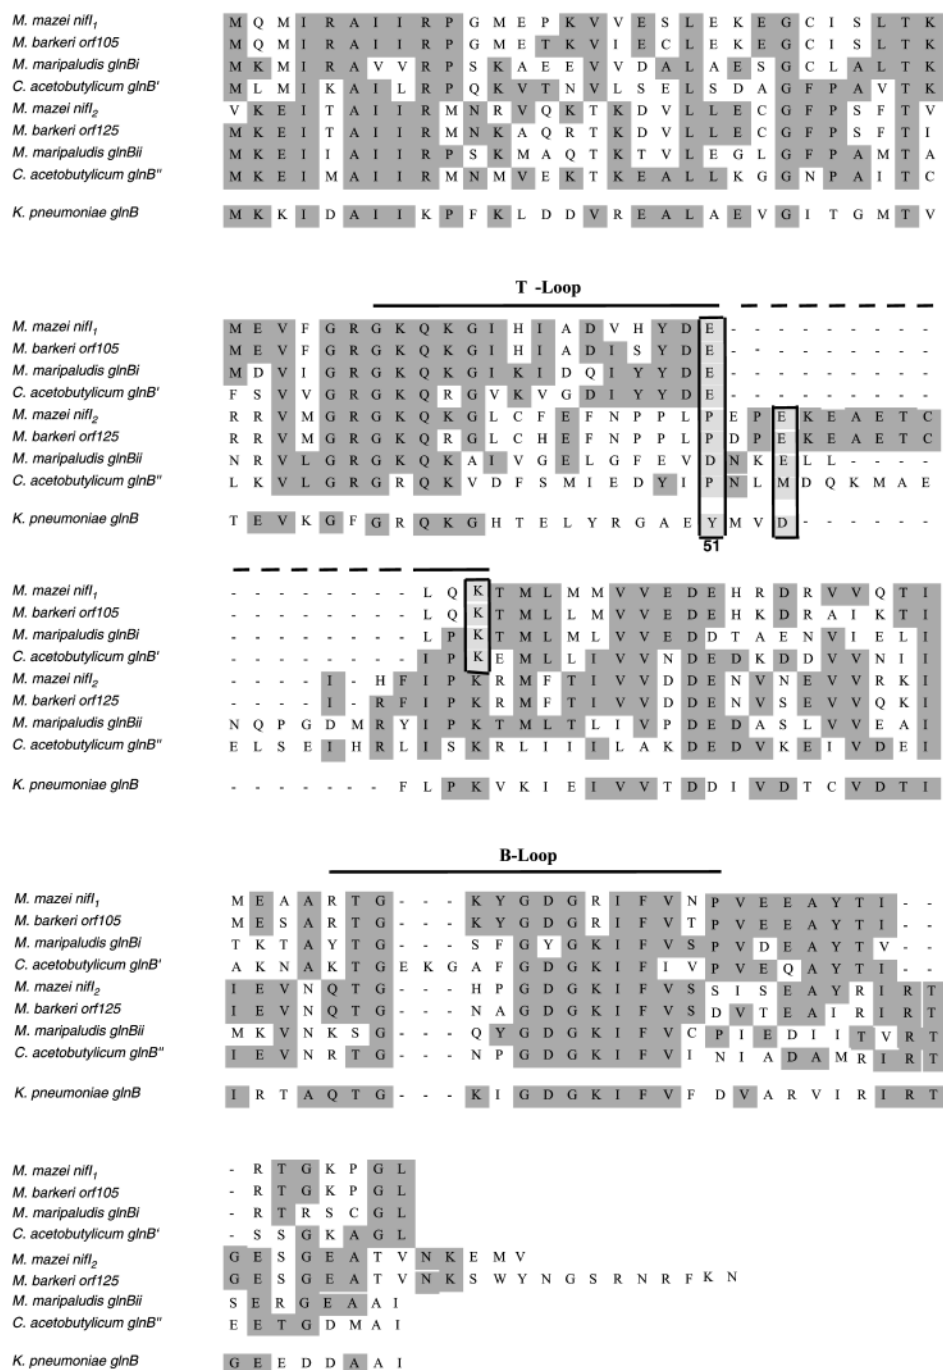 M. mazei nifI1 M Q M I R A I I R P G M E P K V V E S L E K E G C I S L T K
M. barkeri orf105 M Q M I R A I I R P G M E T K V I E C L E K E G C I S L T K
M. maripaludis glnBi M K M I R A V V R P S K A E E V V D A L A E S G C L A L T K
C. acetobutylicum glnB' M L M I K A I L R P Q K V T N V L S E L S D A G F P A V T K
M. mazei nifI2 V K E I T A I I R M N R V Q K T K D V L L E C G F P S F T V
M. barkeri orf125 M K E I T A I I R M N K A Q R T K D V L L E C G F P S F T I
M. maripaludis glnBii M K E I I A I I R P S K M A Q T K T V L E G L G F P A M T A
C. acetobutylicum glnB" M K E I M A I I R M N M V E K T K E A L L K G G N P A I T C
K. pneumoniae glnB M K K I D A I I K P F K L D D V R E A L A E V G I T G M T V
T -Loop
M. mazei nifI1 M E V F G R G K Q K G I H I A D V H Y D E - - - - - - - - -
M. barkeri orf105 M E V F G R G K Q K G I H I A D I S Y D E - - - - - - - - -
M. maripaludis glnBi M D V I G R G K Q K G I K I D Q I Y Y D E - - - - - - - - -
C. acetobutylicum glnB' F S V V G R G K Q R G V K V G D I Y Y D E - - - - - - - - -
M. mazei nifI2 R R V M G R G K Q K G L C F E F N P P L P E P E K E A E T C
M. barkeri orf125 R R V M G R G K Q R G L C H E F N P P L P D P E K E A E T C
M. maripaludis glnBii N R V L G R G K Q K A I V G E L G F E V D N K E L L - - - -
C. acetobutylicum glnB" L K V L G R G R Q K V D F S M I E D Y I P N L M D Q K M A E
K. pneumoniae glnB T E V K G F G R Q K G H T E L Y R G A E Y M V D - - - - - -
51
M. mazei nifI1 - - - - - - - - L Q K T M L M M V V E D E H R D R V V Q T I
M. barkeri orf105 - - - - - - - - L Q K T M L L M V V E D E H K D R A I K T I
M. maripaludis glnBi - - - - - - - - L P K T M L M L V V E D D T A E N V I E L I
C. acetobutylicum glnB' - - - - - - - - I P K E M L L I V V N D E D K D D V V N I I
M. mazei nifI2 - - - - I - H F I P K R M F T I V V D D E N V N E V V R K I
M. barkeri orf125 - - - - I - R F I P K R M F T I V V D D E N V S E V V Q K I
M. maripaludis glnBii N Q P G D M R Y I P K T M L T L I V P D E D A S L V V E A I
C. acetobutylicum glnB" E L S E I H R L I S K R L I I I L A K D E D V K E I V D E I
K. pneumoniae glnB - - - - - - - F L P K V K I E I V V T D D I V D T C V D T I
B-Loop
M. mazei nifI1 M E A A R T G - - - K Y G D G R I F V N P V E E A Y T I - -
M. barkeri orf105 M E S A R T G - - - K Y G D G R I F V T P V E E A Y T I - -
M. maripaludis glnBi T K T A Y T G - - - S F G Y G K I F V S P V D E A Y T V - -
C. acetobutylicum glnB' A K N A K T G E K G A F G D G K I F I V P V E Q A Y T I - -
M. mazei nifI2 I E V N Q T G - - - H P G D G K I F V S S I S E A Y R I R T
M. barkeri orf125 I E V N Q T G - - - N A G D G K I F V S D V T E A I R I R T
M. maripaludis glnBii M K V N K S G - - - Q Y G D G K I F V C P I E D I I T V R T
C. acetobutylicum glnB" I E V N R T G - - - N P G D G K I F V I N I A D A M R I R T
K. pneumoniae glnB I R T A Q T G - - - K I G D G K I F V F D V A R V I R I R T
M. mazei nifI1 - R T G K P G L
M. barkeri orf105 - R T G K P G L
M. maripaludis glnBi - R T R S C G L
C. acetobutylicum glnB' - S S G K A G L
M. mazei nifI2 G E S G E A T V N K E M V
M. barkeri orf125 G E S G E A T V N K S W Y N G S R N R F K N
M. maripaludis glnBii S E R G E A A I
C. acetobutylicum glnB" E E T G D M A I
K. pneumoniae glnB G E E D D A A I